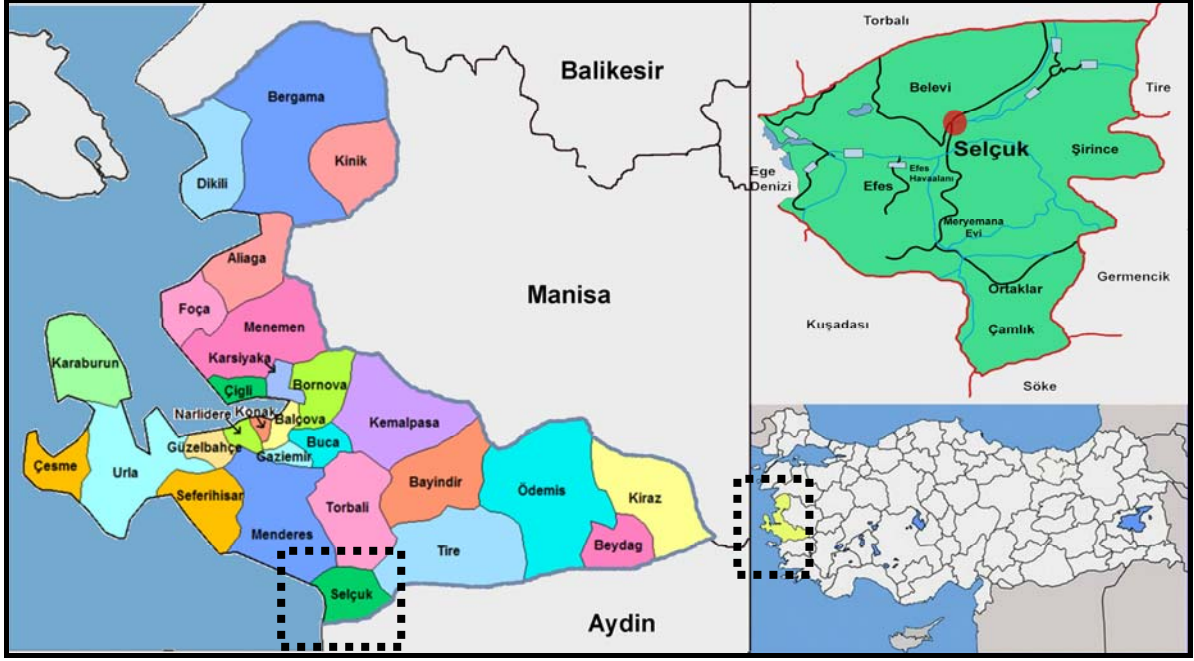 Balikesir
Bergama
Kinik
Dikili
Aliaga
Manisa
Foça
Menemen
Karaburun
Karsiyaka
Çigli
Bornova
Narlidere
Konak
Balçova
Kemalpasa
Güzelbahçe
Buca
Gaziemir
Çesme
Urla
Seferihisar
Bayindir
Ödemis
Kiraz
Torbali
Menderes
Tire
Beydag
Selçuk
Aydin
Torbalı
Belevi
Tire
Selçuk
Şirince
Ege
Denizi
Efes
Efes
Havaalanı
Meryemana
Evi
Germencik
Ortaklar
Kuşadası
Çamlık
Söke